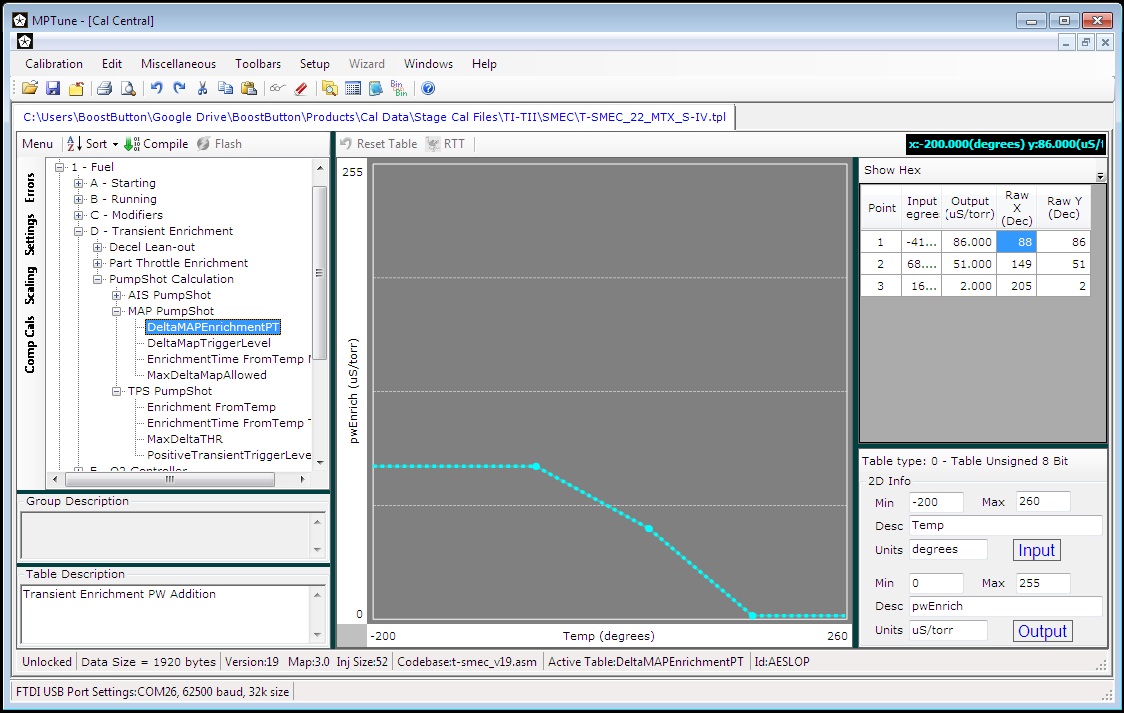 MPTune - [Cal Central]
Calibration Edit Miscellaneous Toolbars Setup Wizard Windows Help
C:\Users\BoostButton\Google Drive\BoostButton\Products\Cal Data\Stage Cal Files\TI-TII\SMEC\T-SMEC_22_MTX_S-IV.tpl
Menu Sort Compile Flash
Errors
Settings
Scaling
Comp Cals
1 - Fuel
A - Starting
B - Running
C - Modifiers
D - Transient Enrichment
Decel Lean-out
Part Throttle Enrichment
PumpShot Calculation
AIS PumpShot
MAP PumpShot
DeltaMAPEnrichmentPT
DeltaMapTriggerLevel
EnrichmentTime FromTemp
MaxDeltaMapAllowed
TPS PumpShot
Enrichment FromTemp
EnrichmentTime FromTemp
MaxDeltaTHR
PositiveTransientTriggerLeve
E - O2 Controller
Group Description
Table Description
Transient Enrichment PW Addition
Reset Table RTT
x:-200.000(degrees) y:86.000(uS/
255
pwEnrich (uS/torr)
0
-200 Temp (degrees) 260
Show Hex
Point Input egree Output (uS/torr) Raw X (Dec) Raw Y (Dec)
1 -41... 86.000 88 86
2 68.... 51.000 149 51
3 16... 2.000 205 2
Table type: 0 - Table Unsigned 8 Bit
2D Info
Min -200 Max 260
Desc Temp
Units degrees Input
Min 0 Max 255
Desc pwEnrich
Units uS/torr Output
Unlocked Data Size = 1920 bytes Version:19 Map:3.0 Inj Size:52 Codebase:t-smec_v19.asm Active Table:DeltaMAPEnrichmentPT Id:AESLOP
FTDI USB Port Settings:COM26, 62500 baud, 32k size